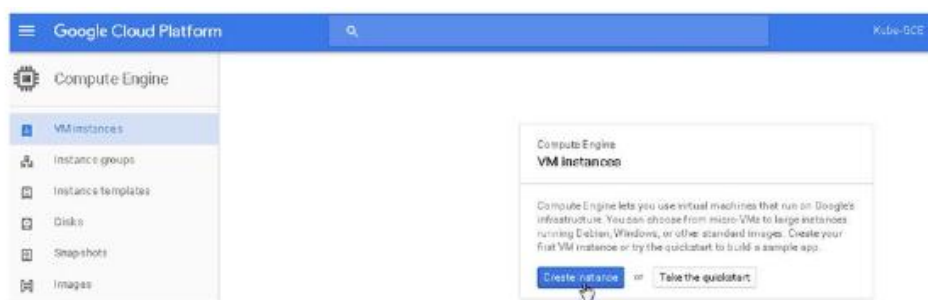 Google Cloud Platform
Kube-GCE
Compute Engine
VM instances
Instance groups
Instance templates
Disks
Snapshots
Images
Compute Engine
VM instances
Compute Engine lets you use virtual machines that run on Google's
infrastructure. You can choose from micro-VMs to large instances
running Debian, Windows, or other standard images. Create your
first VM instance or try the quickstart to build a sample app.
Create instance or Take the quickstart